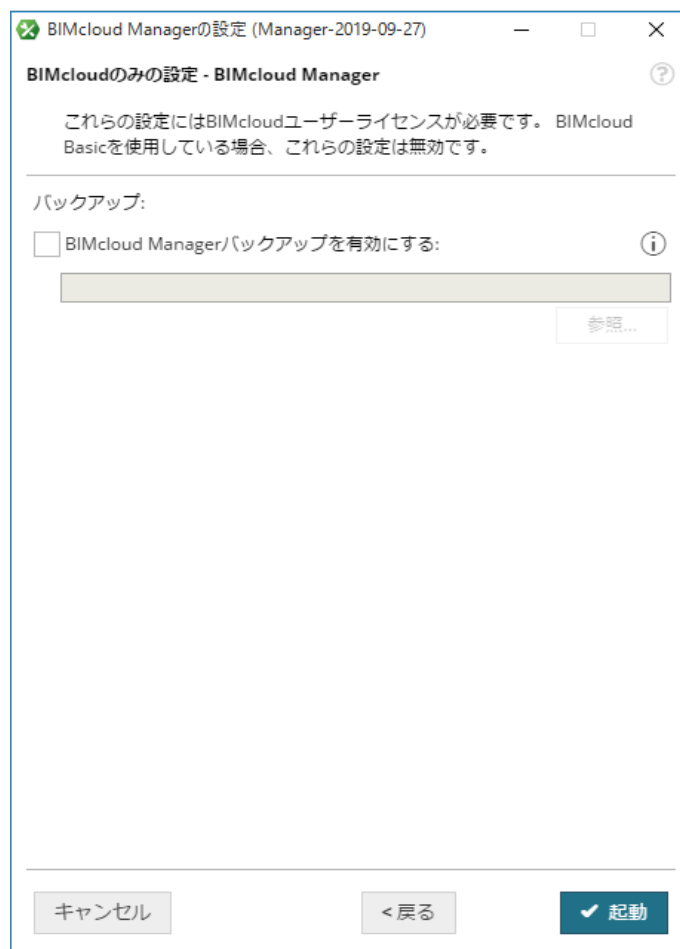 BIMcloud Managerの設定 (Manager-2019-09-27)
BIMcloudのみの設定 - BIMcloud Manager
?
これらの設定にはBIMcloudユーザーライセンスが必要です。 BIMcloud
Basicを使用している場合、これらの設定は無効です。
バックアップ:
BIMcloud Managerバックアップを有効にする:
i
参照...
キャンセル
<戻る
✔ 起動